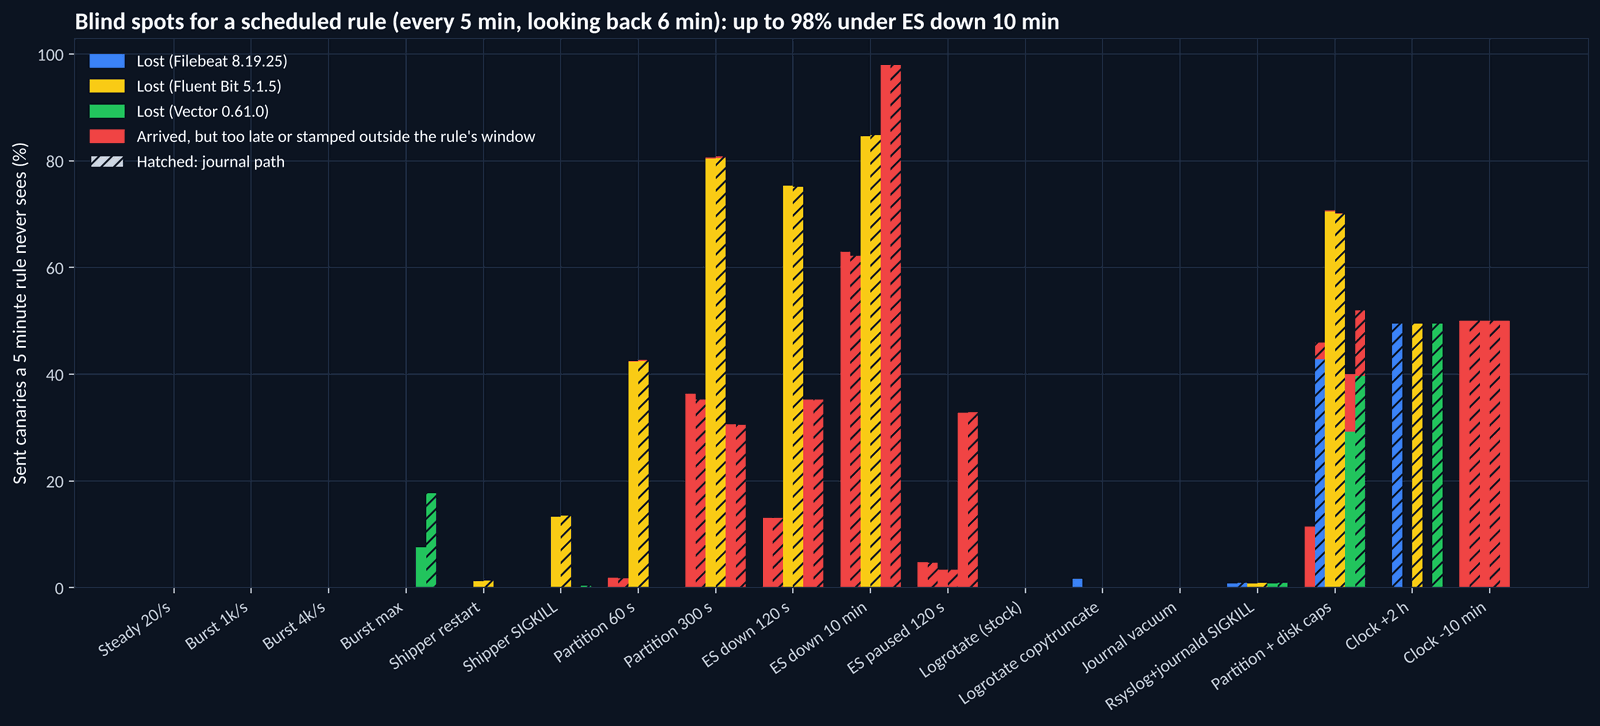 Blind spots for a scheduled rule (every 5 min, looking back 6 min): up to 98% under ES down 10 min
Sent canaries a 5 minute rule never sees (%)
100
80
60
40
20
0
Lost (Filebeat 8.19.25)
Lost (Fluent Bit 5.1.5)
Lost (Vector 0.61.0)
Arrived, but too late or stamped outside the rule's window
Hatched: journal path
Steady 20/s
Burst 1k/s
Burst 4k/s
Burst max
Shipper restart
Shipper SIGKILL
Partition 60 s
Partition 300 s
ES down 120 s
ES down 10 min
ES paused 120 s
Logrotate (stock)
Logrotate copytruncate
Journal vacuum
Rsyslog+journald SIGKILL
Partition + disk caps
Clock +2 h
Clock -10 min